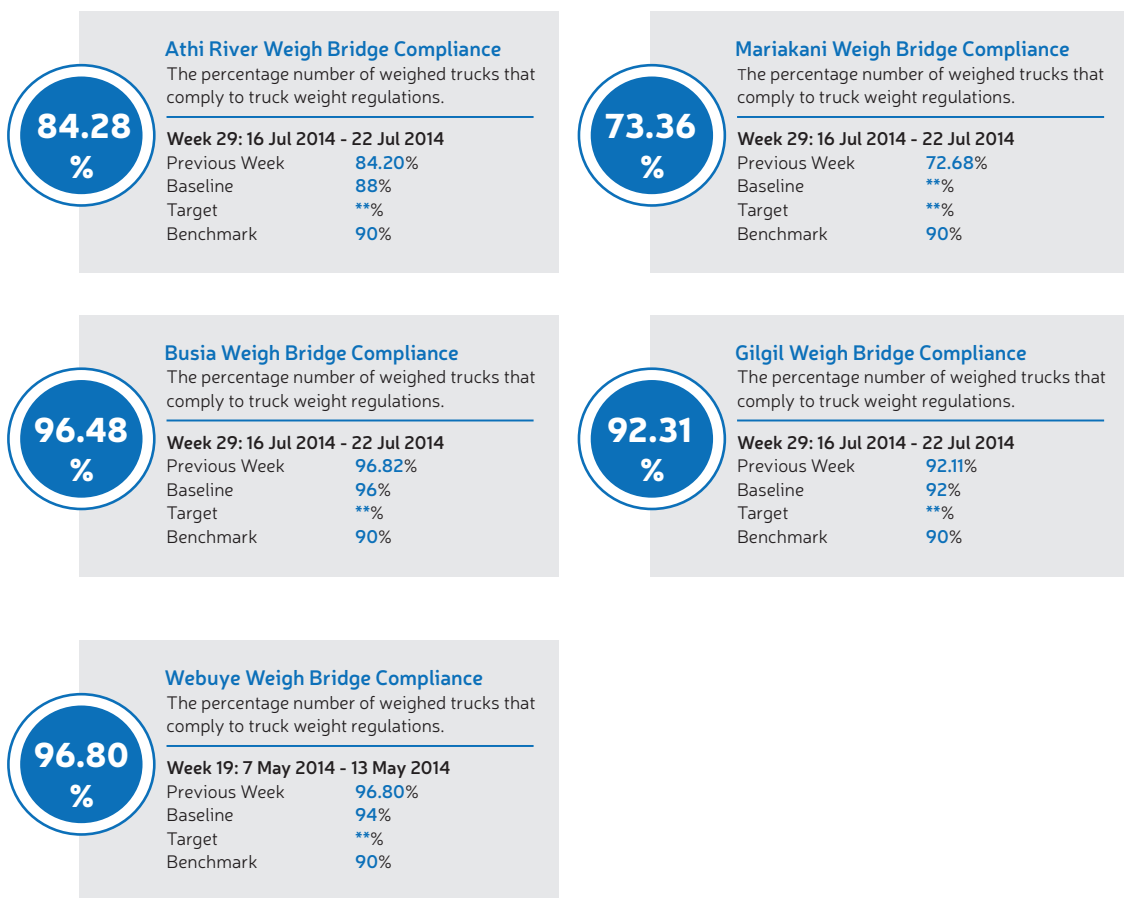 Athi River Weigh Bridge Compliance
The percentage number of weighed trucks that
comply to truck weight regulations.
84.28
%
Week 29: 16 Jul 2014 - 22 Jul 2014
Previous Week 84.20%
Baseline 88%
Target **%
Benchmark 90%
Mariakani Weigh Bridge Compliance
The percentage number of weighed trucks that
comply to truck weight regulations.
73.36
%
Week 29: 16 Jul 2014 - 22 Jul 2014
Previous Week 72.68%
Baseline **%
Target **%
Benchmark 90%
Busia Weigh Bridge Compliance
The percentage number of weighed trucks that
comply to truck weight regulations.
96.48
%
Week 29: 16 Jul 2014 - 22 Jul 2014
Previous Week 96.82%
Baseline 96%
Target **%
Benchmark 90%
Gilgil Weigh Bridge Compliance
The percentage number of weighed trucks that
comply to truck weight regulations.
92.31
%
Week 29: 16 Jul 2014 - 22 Jul 2014
Previous Week 92.11%
Baseline 92%
Target **%
Benchmark 90%
Webuye Weigh Bridge Compliance
The percentage number of weighed trucks that
comply to truck weight regulations.
96.80
%
Week 19: 7 May 2014 - 13 May 2014
Previous Week 96.80%
Baseline 94%
Target **%
Benchmark 90%